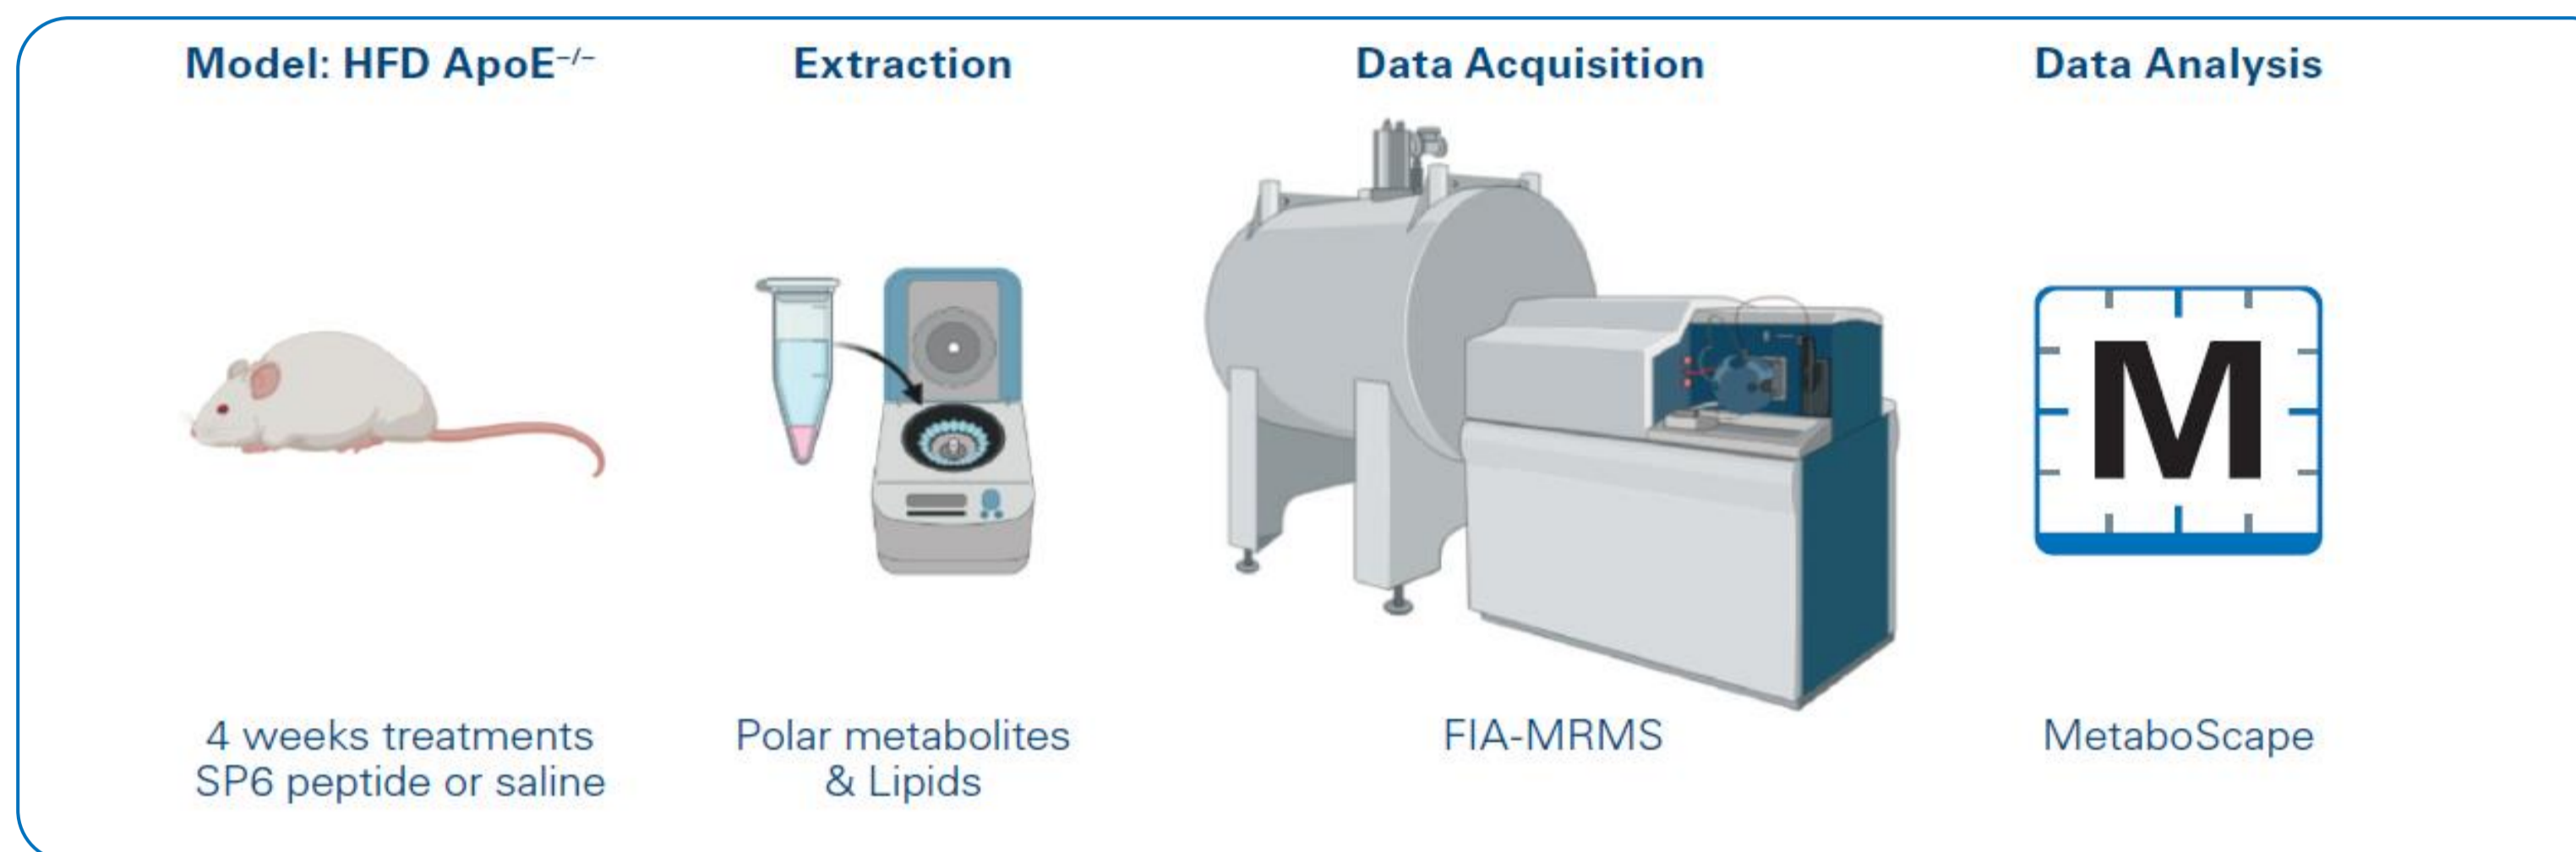 Model: HFD ApoE⁻/⁻
Extraction
Data Acquisition
Data Analysis
M
4 weeks treatments
SP6 peptide or saline
Polar metabolites
& Lipids
FIA-MRMS
MetaboScape